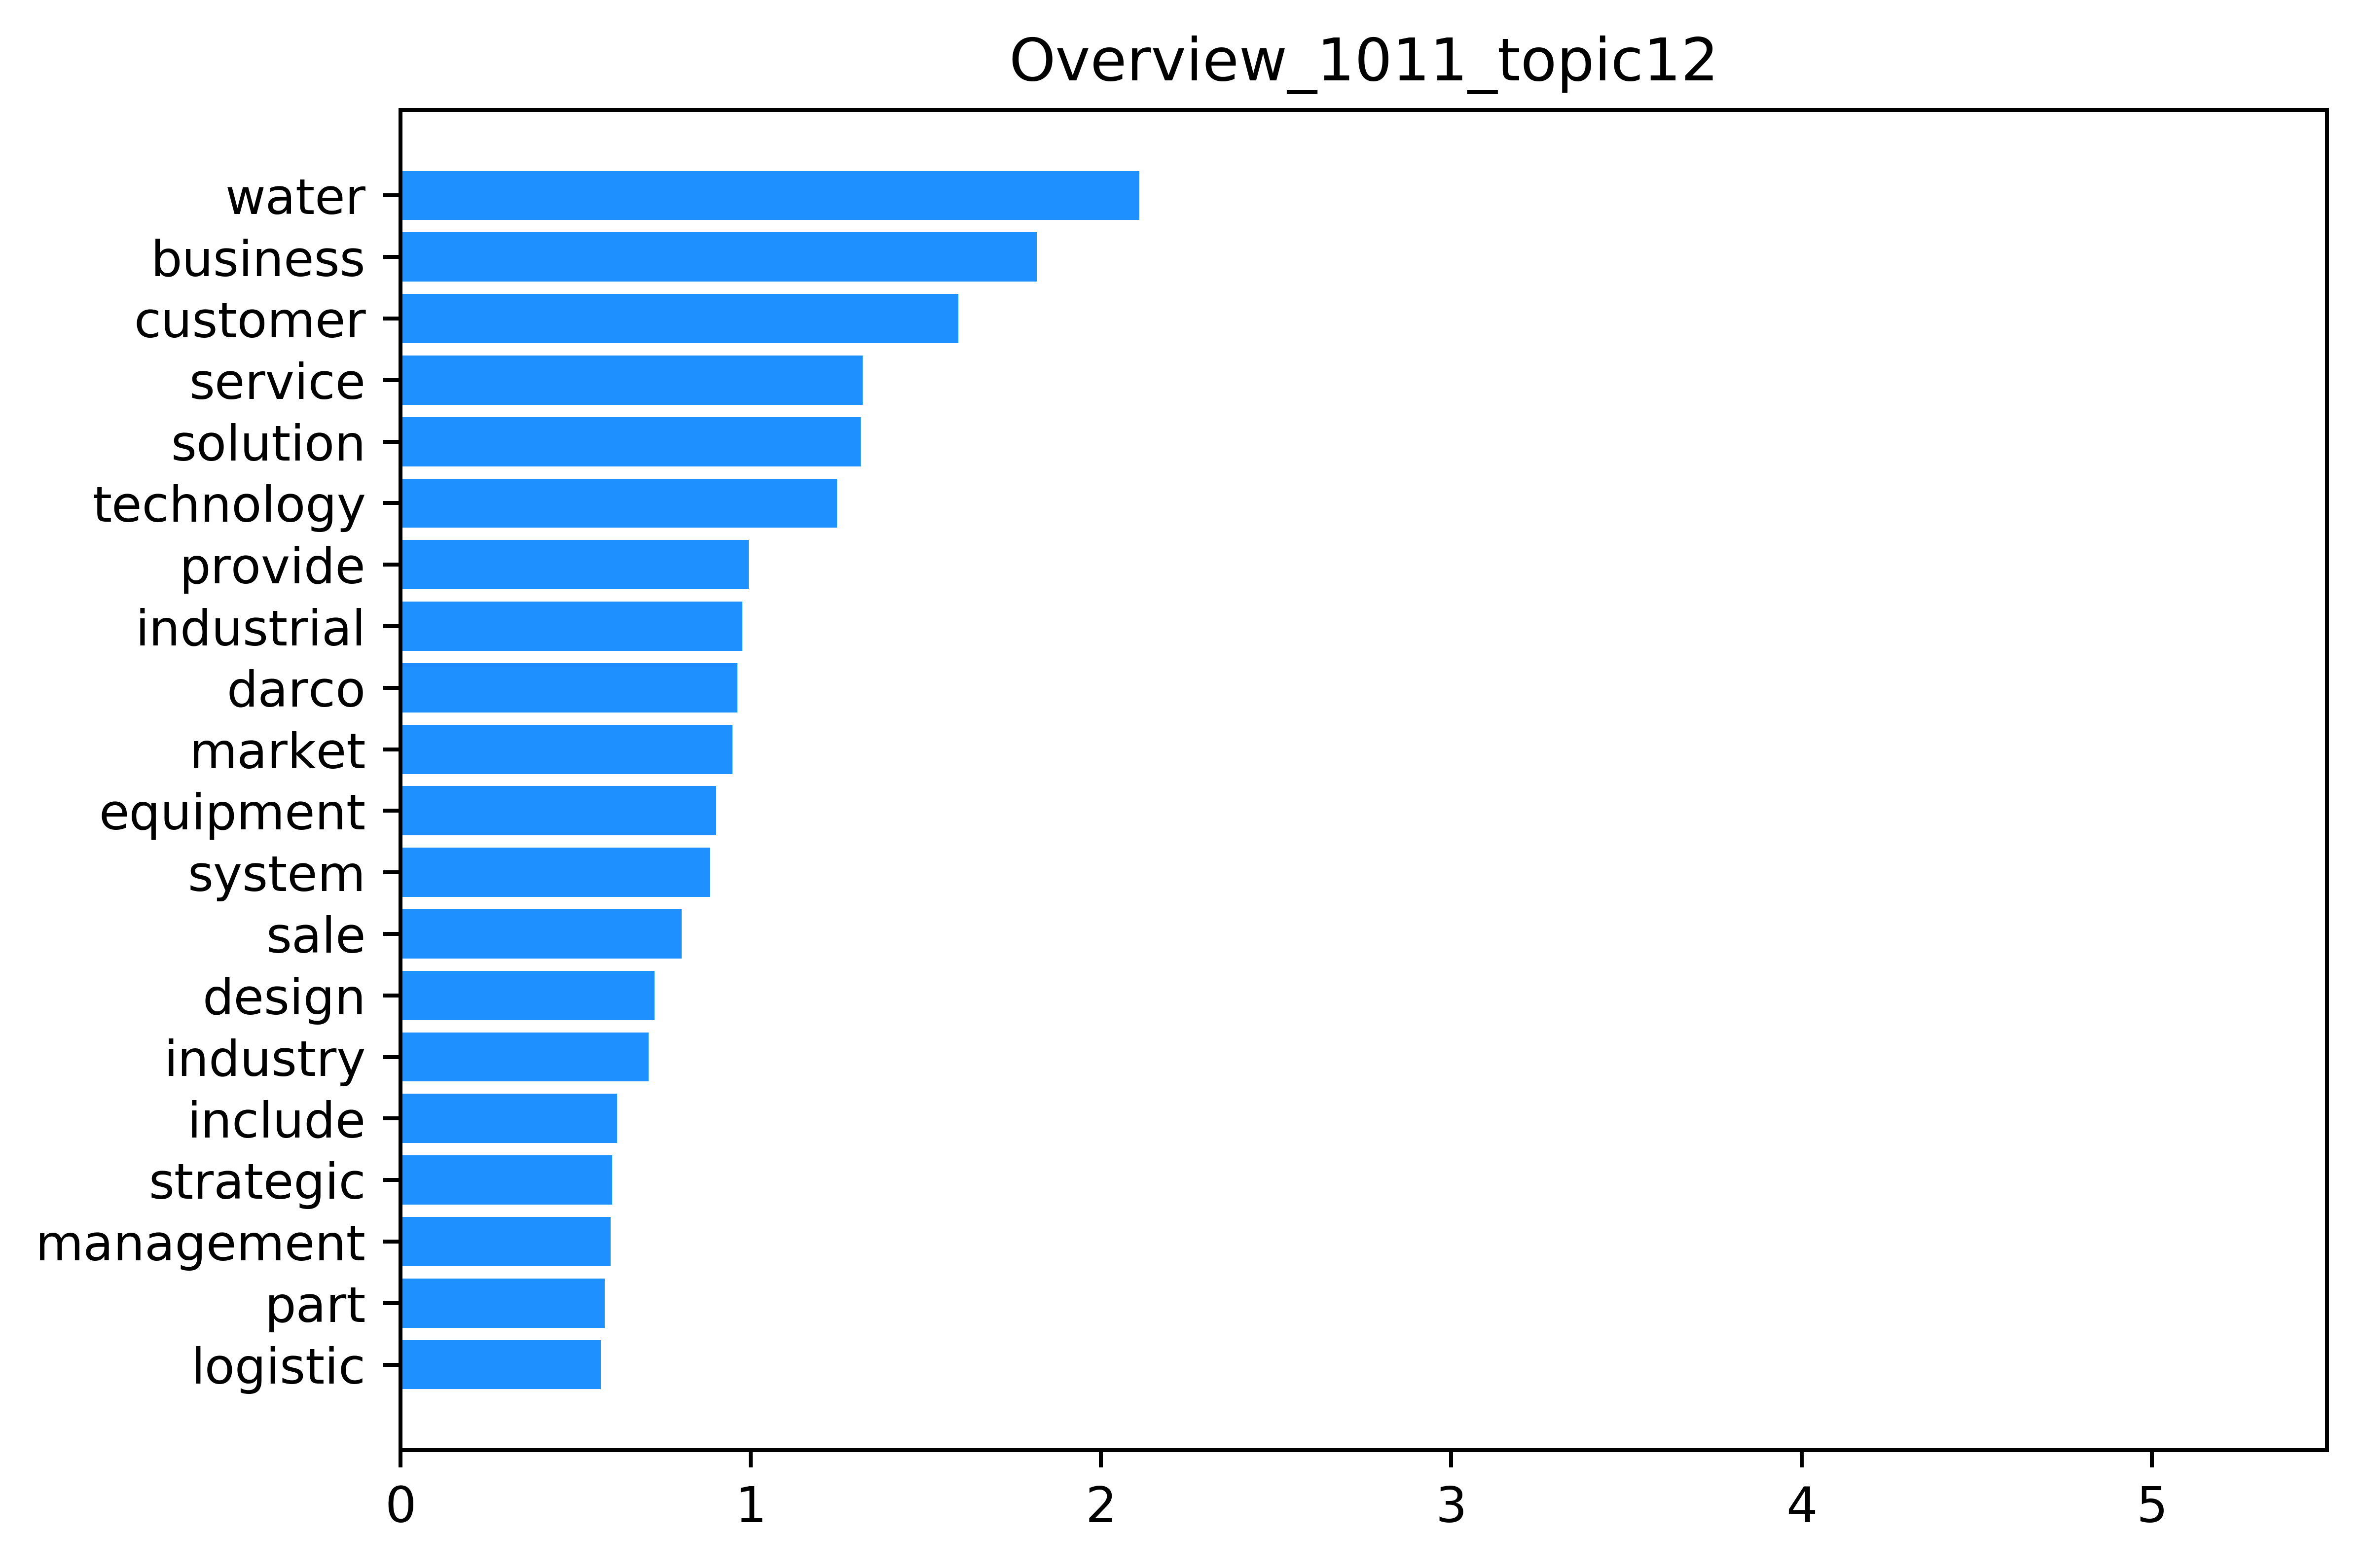 Overview_1011_topic12
water
business
customer
service
solution
technology
provide
industrial
darco
market
equipment
system
sale
design
industry
include
strategic
management
part
logistic
0 1 2 3 4 5